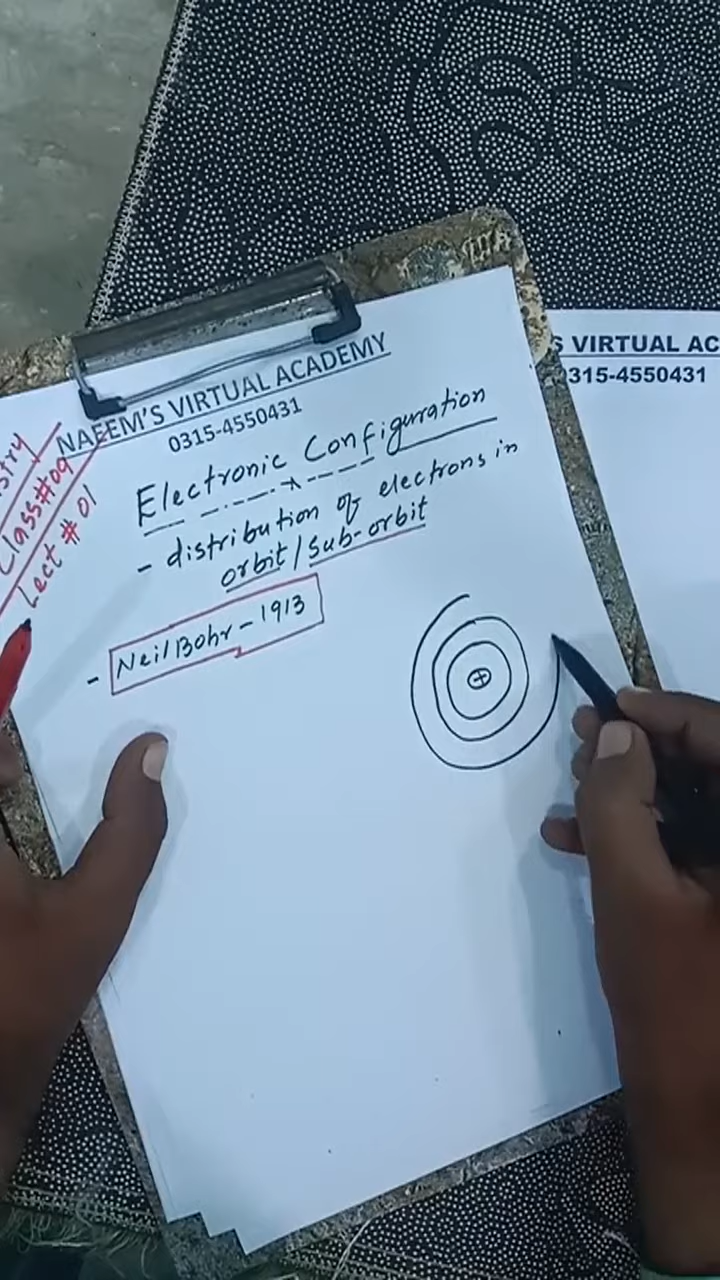 NAEEM'S VIRTUAL ACADEMY
0315-4550431
Class#09
Lect # 01
Electronic Configuration
- distribution of electrons in
orbit/Sub-orbit
- Neil Bohr - 1913
+
VIRTUAL AC
0315-4550431